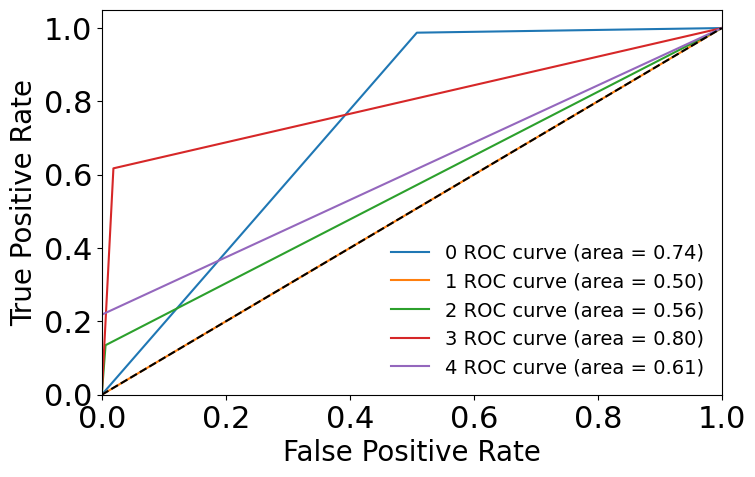 1.0
0.8
0.6
0.4
0.2
0.0
True Positive Rate
0 ROC curve (area = 0.74)
1 ROC curve (area = 0.50)
2 ROC curve (area = 0.56)
3 ROC curve (area = 0.80)
4 ROC curve (area = 0.61)
0.0 0.2 0.4 0.6 0.8 1.0
False Positive Rate